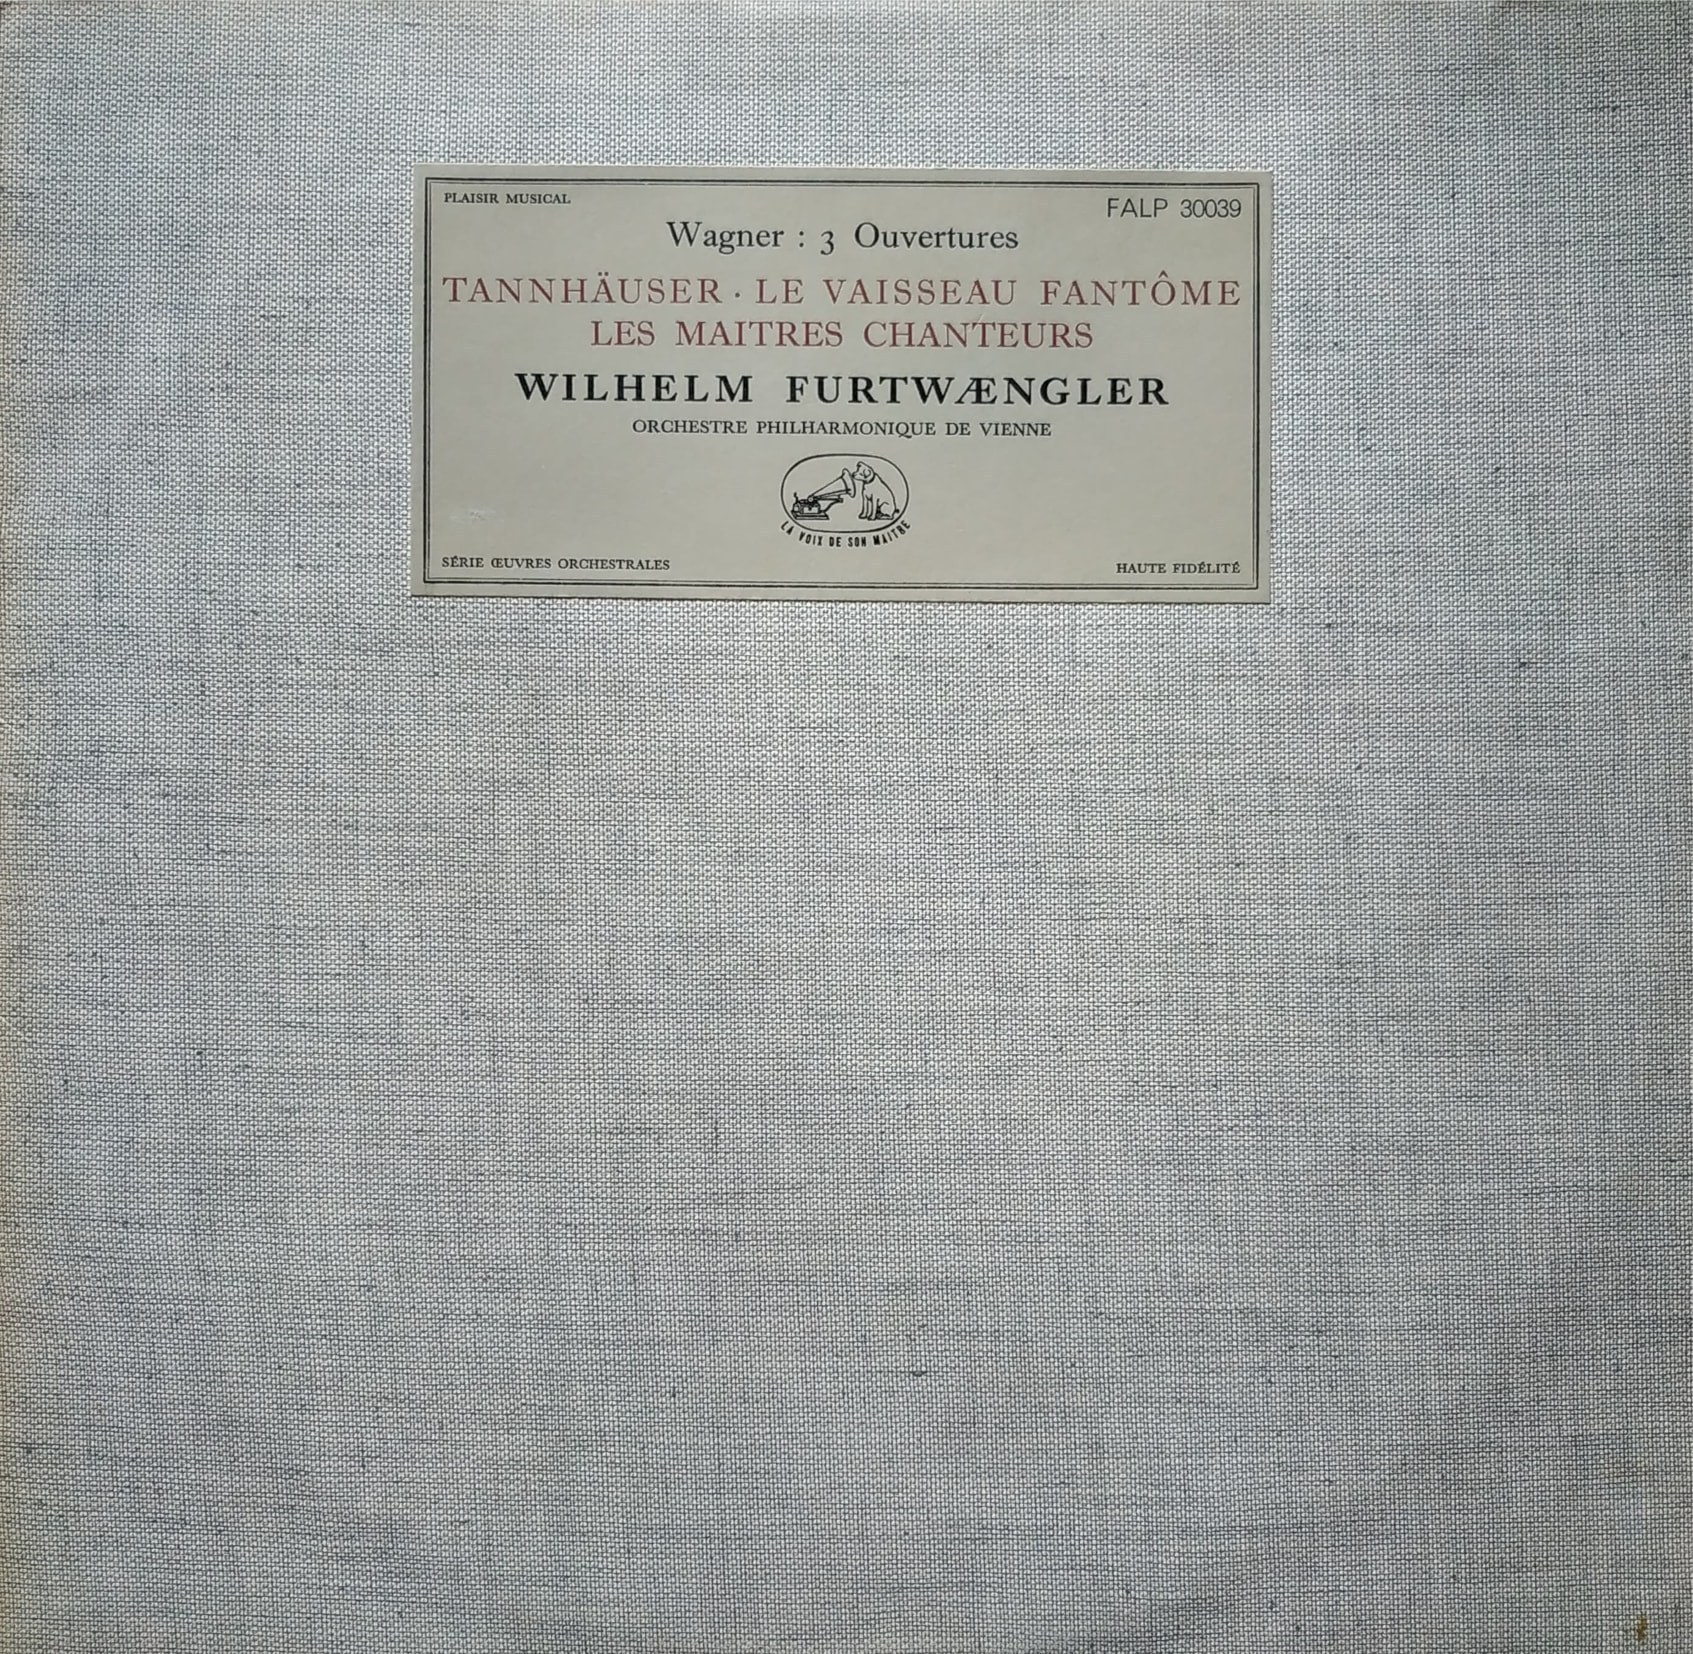 PLAISIR MUSICAL
FALP 30039
Wagner : 3 Ouvertures
TANNHÄUSER · LE VAISSEAU FANTÔME
LES MAITRES CHANTEURS
WILHELM FURTWÆNGLER
ORCHESTRE PHILHARMONIQUE DE VIENNE
LA VOIX DE SON MAITRE
SÉRIE ŒUVRES ORCHESTRALES
HAUTE FIDÉLITÉ